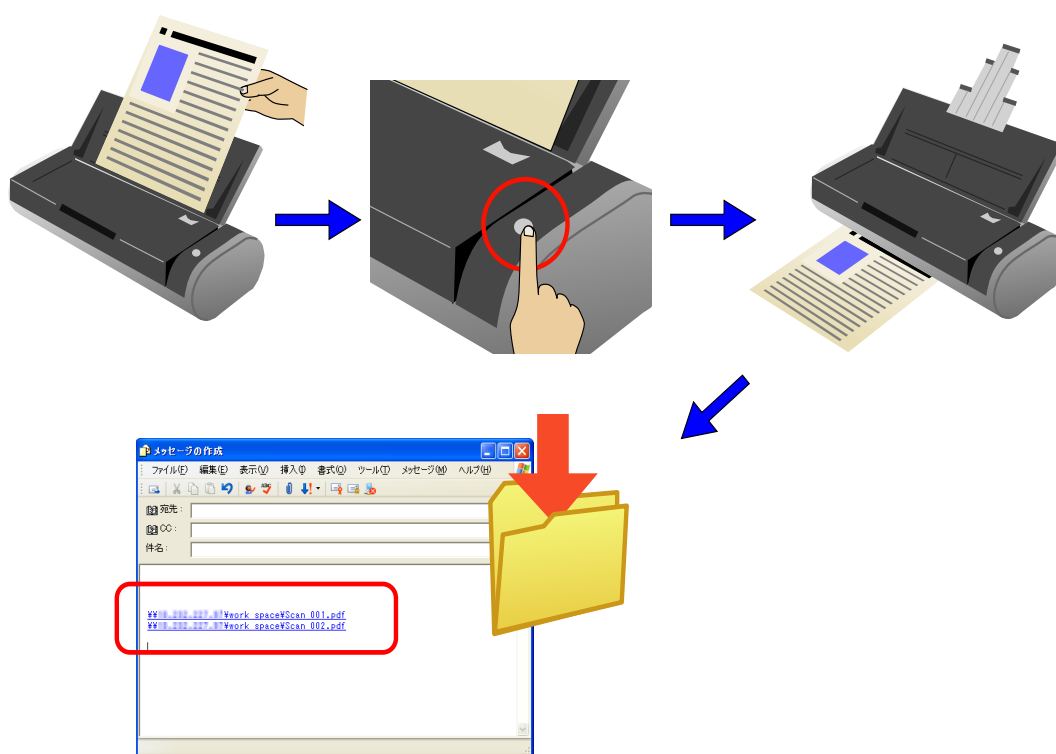 メッセージの作成
ファイル(F) 編集(E) 表示(V) 挿入(I) 書式(O) ツール(T) メッセージ(M) ヘルプ(H)
宛先:
CC:
件名:
¥¥ ¥work space¥Scan 001.pdf
¥¥ ¥work space¥Scan 002.pdf